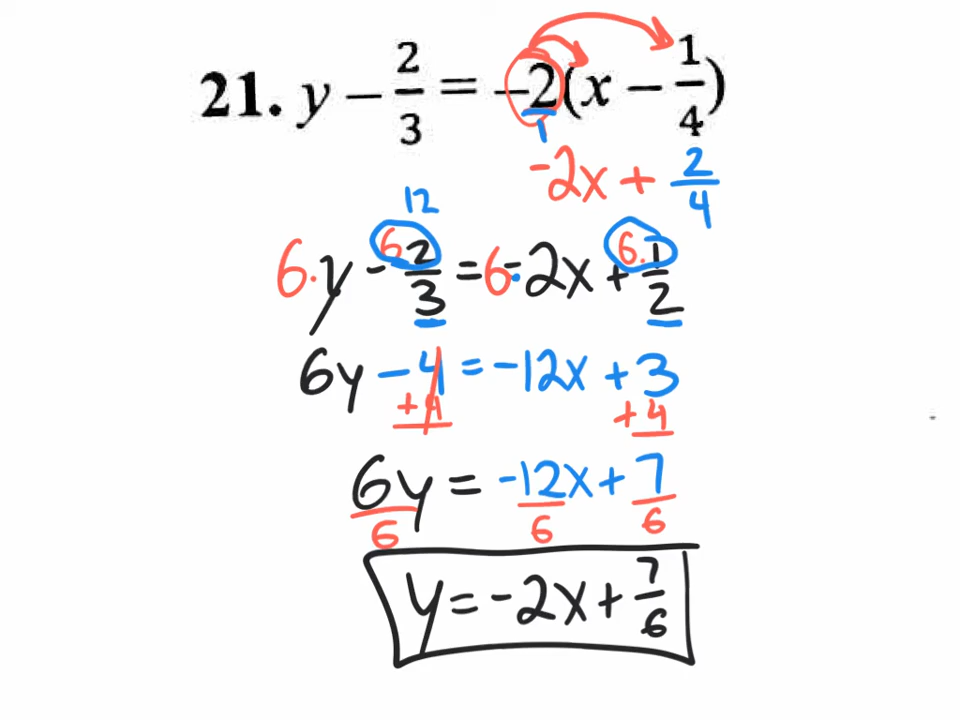 21. y − 2/3 = −2(x − 1/4)
1
-2x + 2/4
12
6·y - 6·2/3 = 6·-2x + 6·1/2
6y - 4 = -12x + 3
+4 +4
6y = -12x + 7
6 6 6
y = -2x + 7/6